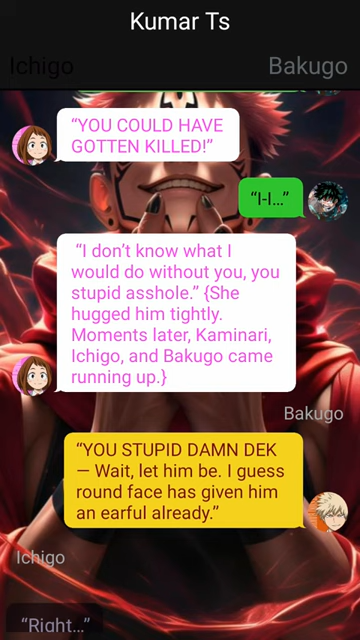 Kumar Ts
Ichigo
Bakugo
“YOU COULD HAVE
GOTTEN KILLED!”
“I-I…”
“I don’t know what I
would do without you, you
stupid asshole.” {She
hugged him tightly.
Moments later, Kaminari,
Ichigo, and Bakugo came
running up.}
Bakugo
“YOU STUPID DAMN DEK
— Wait, let him be. I guess
round face has given him
an earful already.”
Ichigo
“Right…”